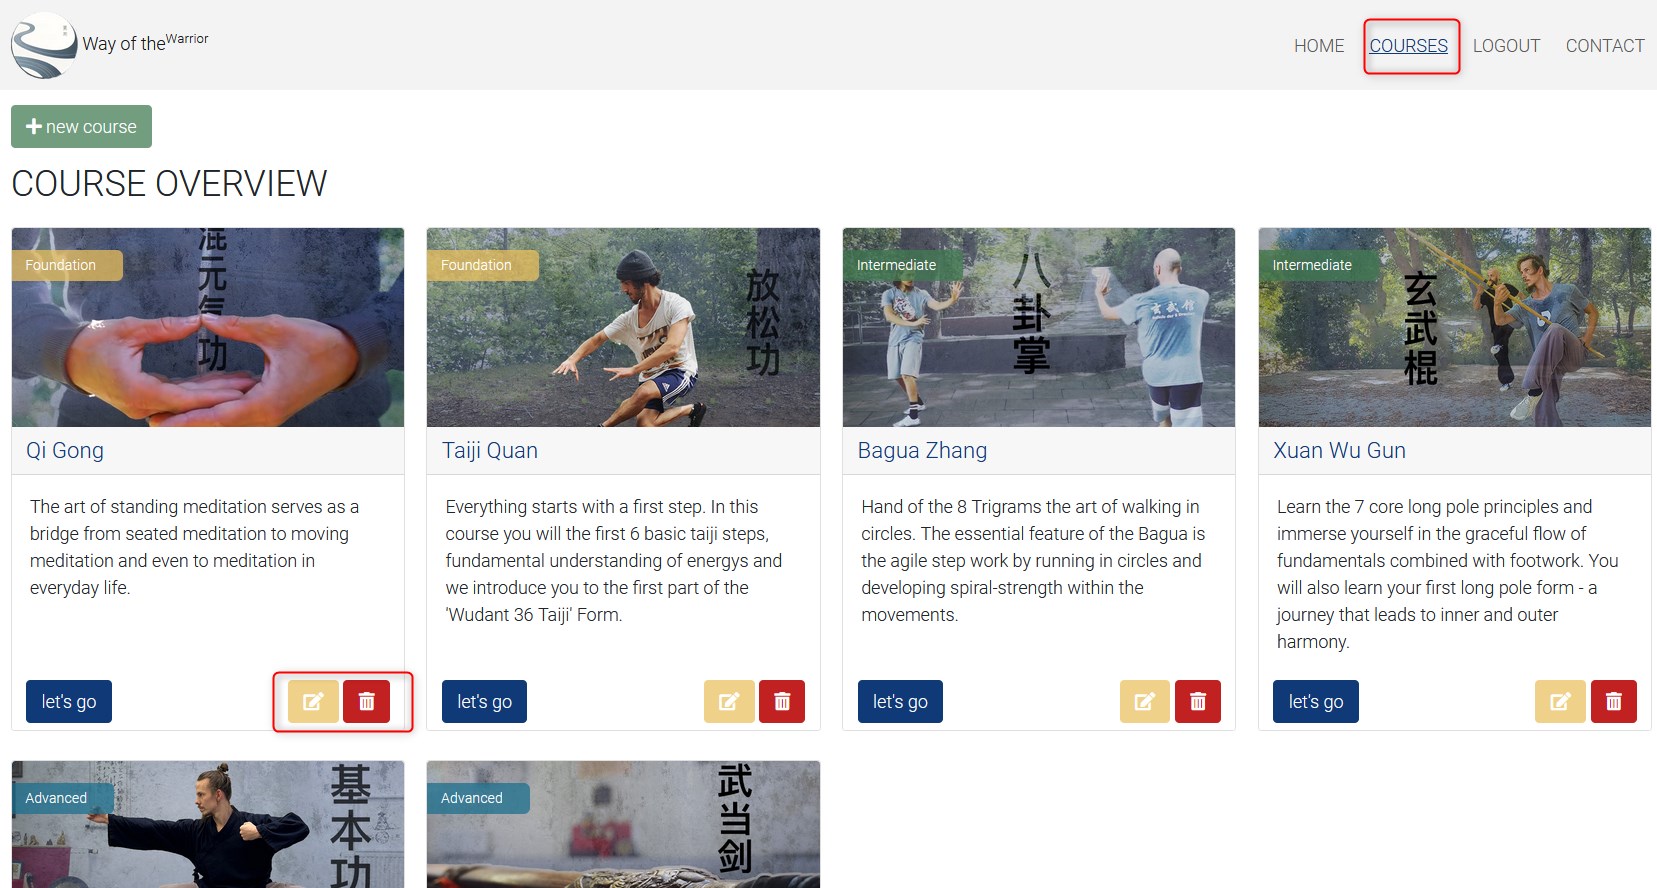 Way of the Warrior
HOME COURSES LOGOUT CONTACT
new course
COURSE OVERVIEW
Foundation
混元气功
Qi Gong
The art of standing meditation serves as a
bridge from seated meditation to moving
meditation and even to meditation in
everyday life.
let's go
Foundation
放松功
Taiji Quan
Everything starts with a first step. In this
course you will the first 6 basic taiji steps,
fundamental understanding of energys and
we introduce you to the first part of the
'Wudant 36 Taiji' Form.
let's go
Intermediate
八卦掌
玄武信
Bagua Zhang
Hand of the 8 Trigrams the art of walking in
circles. The essential feature of the Bagua is
the agile step work by running in circles and
developing spiral-strength within the
movements.
let's go
Intermediate
玄武棍
Xuan Wu Gun
Learn the 7 core long pole principles and
immerse yourself in the graceful flow of
fundamentals combined with footwork. You
will also learn your first long pole form - a
journey that leads to inner and outer
harmony.
let's go
Advanced
基本功
Advanced
武当剑